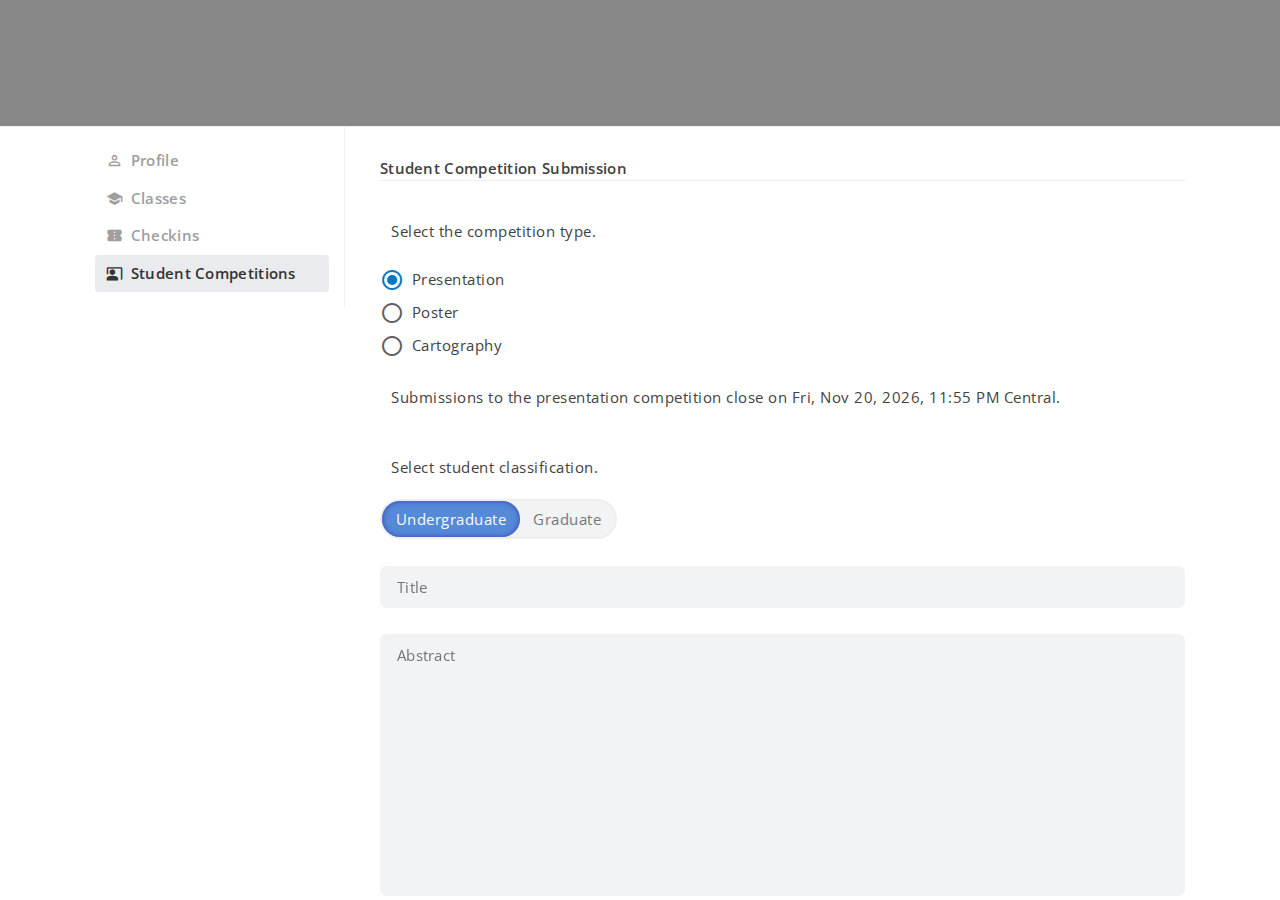 Profile
Classes
Checkins
Student Competitions
Student Competition Submission
Select the competition type.
Presentation
Poster
Cartography
Submissions to the presentation competition close on Fri, Nov 20, 2026, 11:55 PM Central.
Select student classification.
Undergraduate Graduate
Title
Abstract